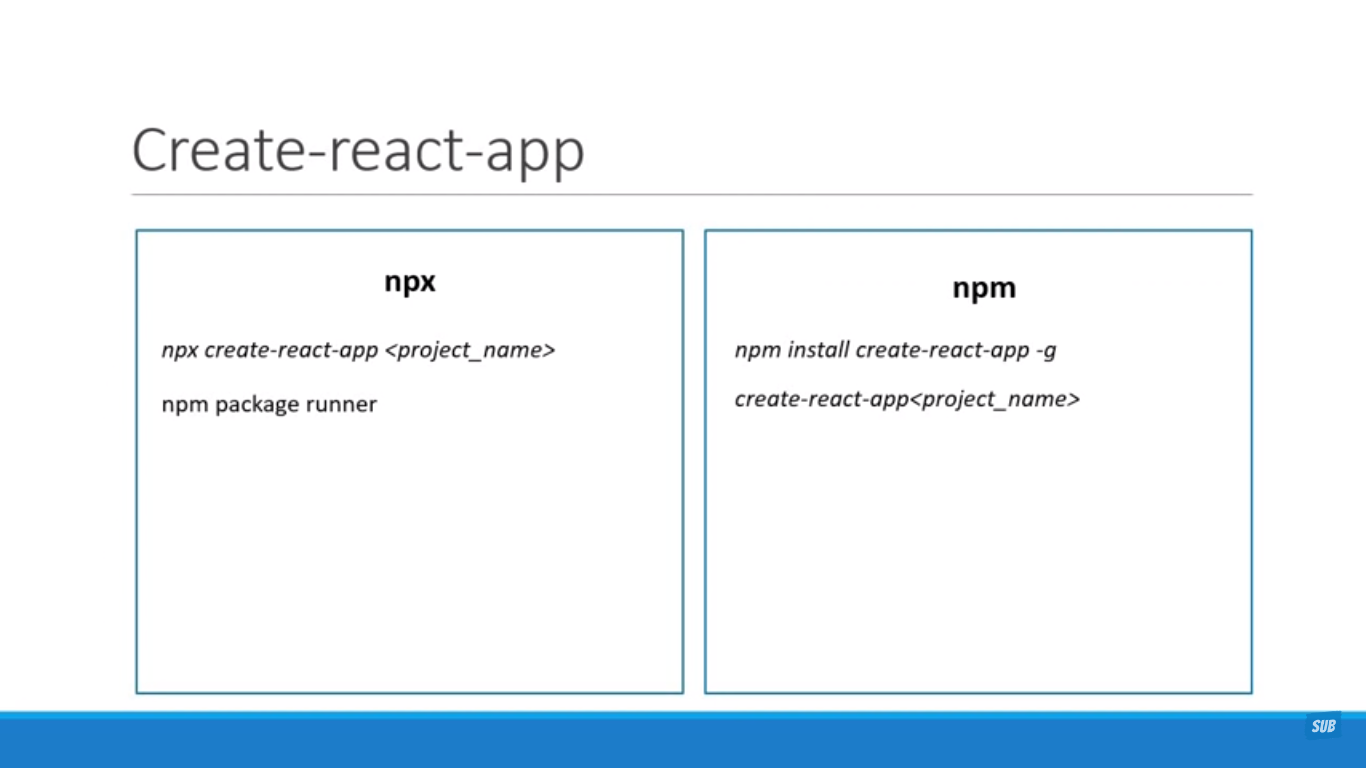 Create-react-app
npx
npx create-react-app <project_name>
npm package runner
npm
npm install create-react-app -g
create-react-app<project_name>
SUB